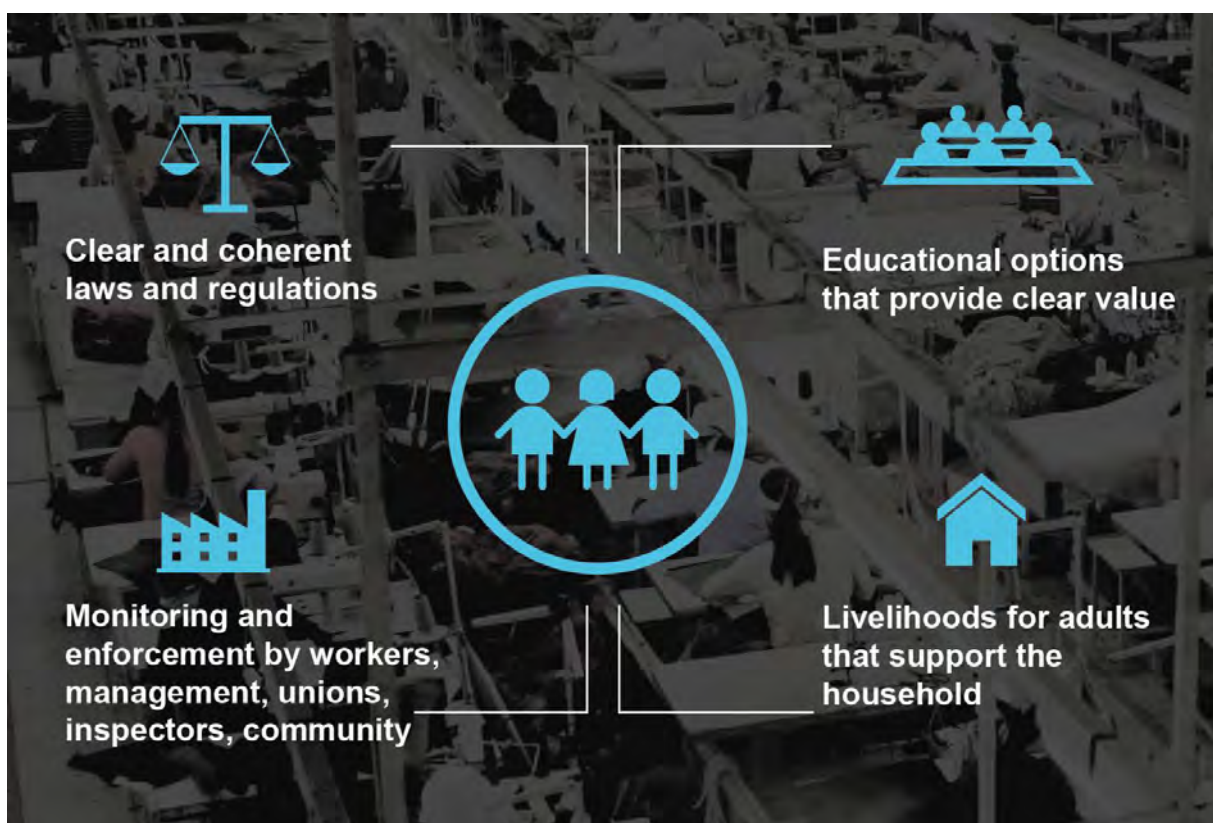 Clear and coherent
laws and regulations
Educational options
that provide clear value
Monitoring and
enforcement by workers,
management, unions,
inspectors, community
Livelihoods for adults
that support the
household